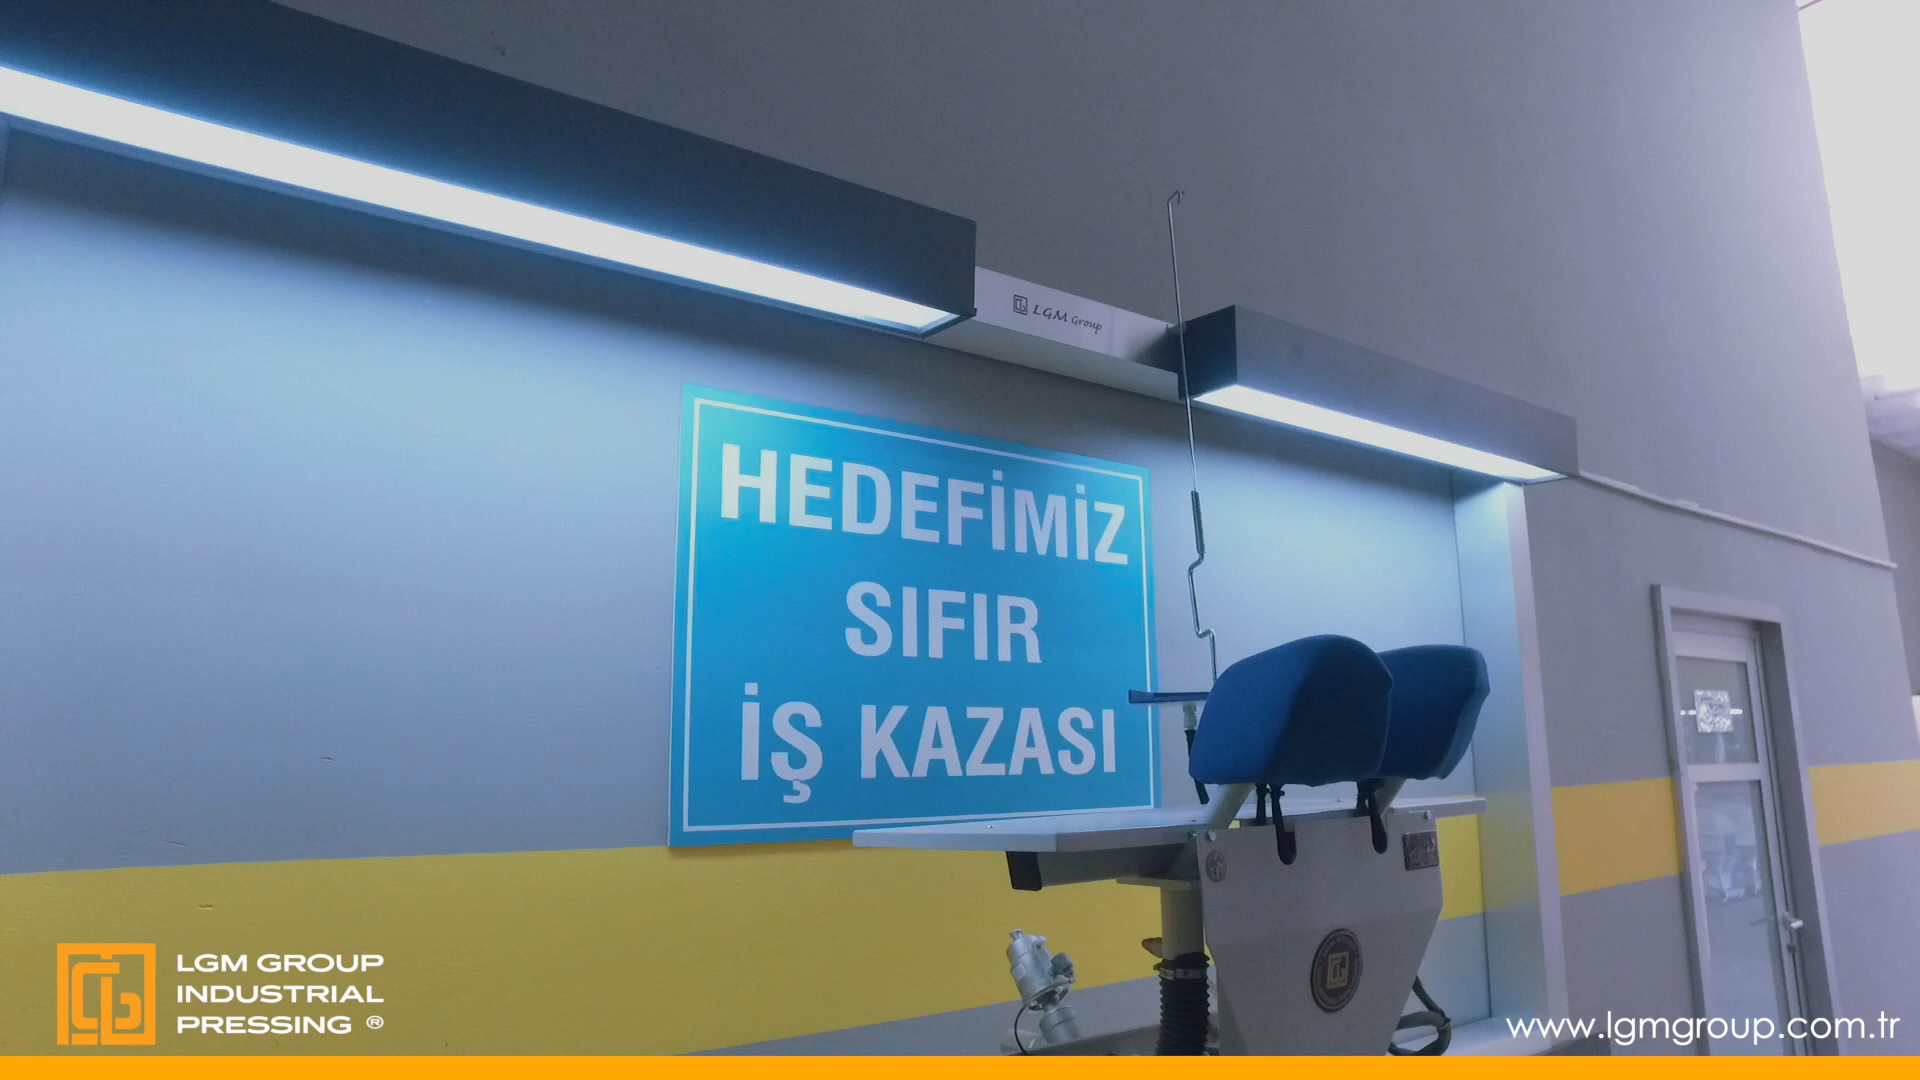 LGM Group
HEDEFİMİZ
SIFIR
İŞ KAZASI
LGM GROUP
INDUSTRIAL
PRESSING ®
www.lgmgroup.com.tr